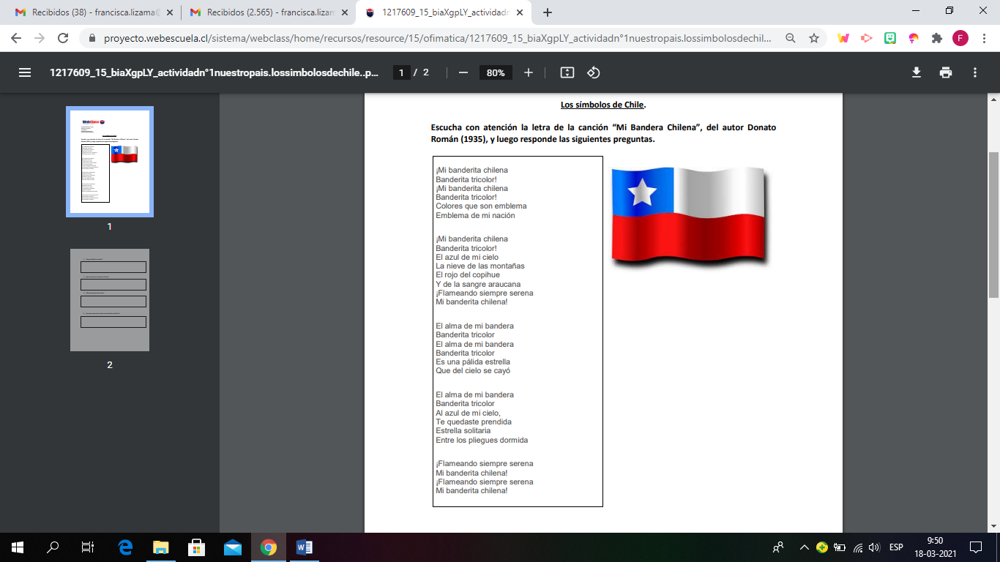 Recibidos (38) - francisca.lizama@
Recibidos (2.565) - francisca.lizam
1217609_15_biaXgpLY_actividadn
proyecto.webescuela.cl/sistema/webclass/home/recursos/resource/15/ofimatica/1217609_15_biaXgpLY_actividadn°1nuestropais.lossimbolosdechil...
F
1217609_15_biaXgpLY_actividadn°1nuestropais.lossimbolosdechile..p...
1 / 2
80%
1
2
Los símbolos de Chile.
Escucha con atención la letra de la canción “Mi Bandera Chilena”, del autor Donato
Román (1935), y luego responde las siguientes preguntas.
¡Mi banderita chilena
Banderita tricolor!
¡Mi banderita chilena
Banderita tricolor!
Colores que son emblema
Emblema de mi nación
¡Mi banderita chilena
Banderita tricolor!
El azul de mi cielo
La nieve de las montañas
El rojo del copihue
Y de la sangre araucana
¡Flameando siempre serena
Mi banderita chilena!
El alma de mi bandera
Banderita tricolor
El alma de mi bandera
Banderita tricolor
Es una pálida estrella
Que del cielo se cayó
El alma de mi bandera
Banderita tricolor
Al azul de mi cielo,
Te quedaste prendida
Estrella solitaria
Entre los pliegues dormida
¡Flameando siempre serena
Mi banderita chilena!
¡Flameando siempre serena
Mi banderita chilena!
ESP
9:50
18-03-2021